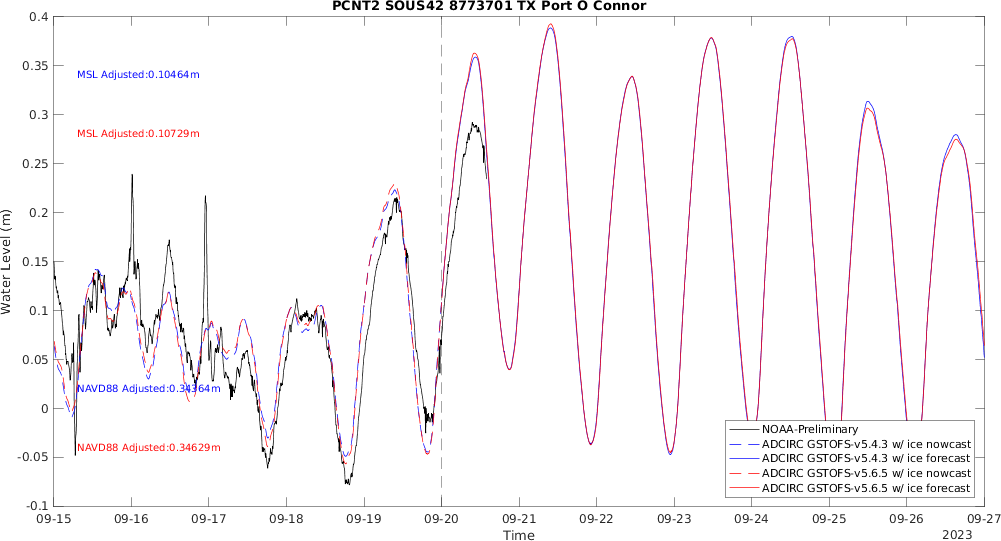 PCNT2 SOUS42 8773701 TX Port O Connor
0.4
0.35
0.3
0.25
0.2
0.15
0.1
0.05
0
-0.05
-0.1
Water Level (m)
MSL Adjusted:0.10464m
MSL Adjusted:0.10729m
NAVD88 Adjusted:0.34364m
NAVD88 Adjusted:0.34629m
NOAA-Preliminary
ADCIRC GSTOFS-v5.4.3 w/ ice nowcast
ADCIRC GSTOFS-v5.4.3 w/ ice forecast
ADCIRC GSTOFS-v5.6.5 w/ ice nowcast
ADCIRC GSTOFS-v5.6.5 w/ ice forecast
09-15 09-16 09-17 09-18 09-19 09-20 09-21 09-22 09-23 09-24 09-25 09-26 09-27
Time
2023